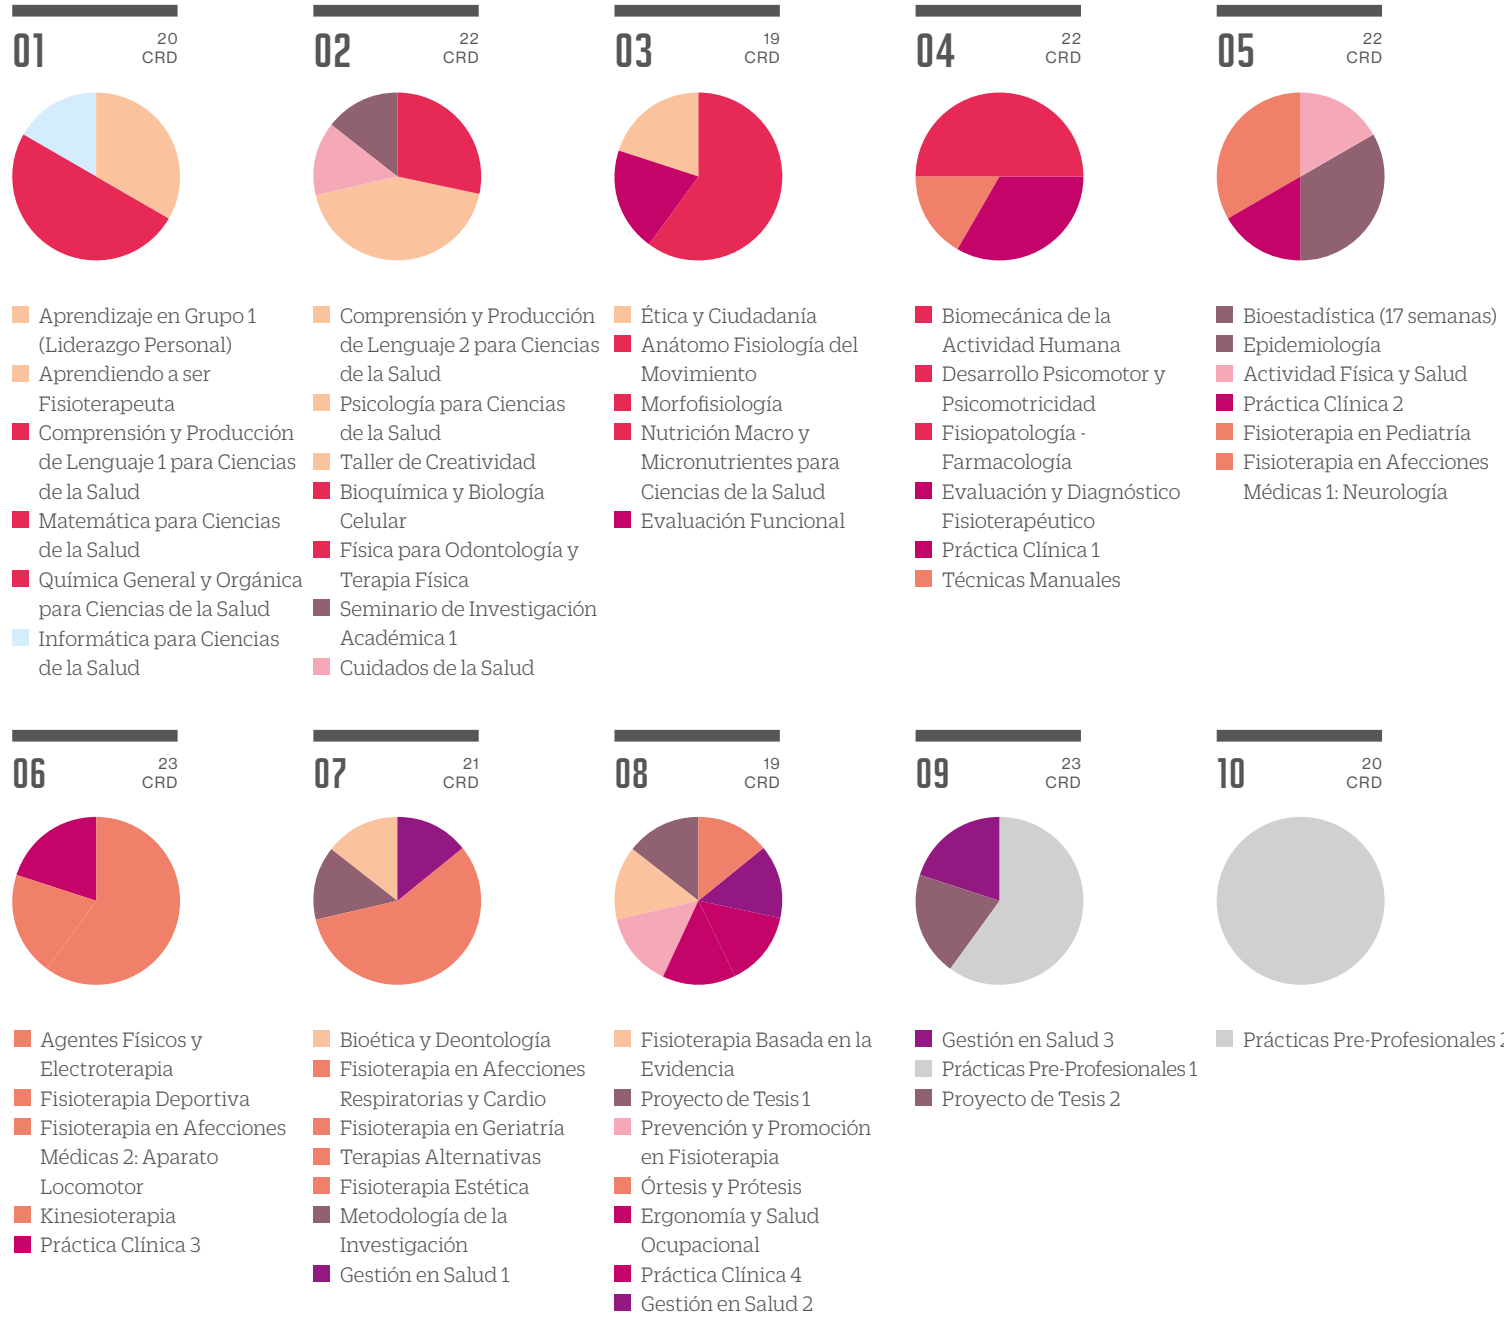 01
20
CRD
Aprendizaje en Grupo 1
(Liderazgo Personal)
Aprendiendo a ser
Fisioterapeuta
Comprensión y Producción
de Lenguaje 1 para Ciencias
de la Salud
Matemática para Ciencias
de la Salud
Química General y Orgánica
para Ciencias de la Salud
Informática para Ciencias
de la Salud
02
22
CRD
Comprensión y Producción
de Lenguaje 2 para Ciencias
de la Salud
Psicología para Ciencias
de la Salud
Taller de Creatividad
Bioquímica y Biología
Celular
Física para Odontología y
Terapia Física
Seminario de Investigación
Académica 1
Cuidados de la Salud
03
19
CRD
Ética y Ciudadanía
Anátomo Fisiología del
Movimiento
Morfofisiología
Nutrición Macro y
Micronutrientes para
Ciencias de la Salud
Evaluación Funcional
04
22
CRD
Biomecánica de la
Actividad Humana
Desarrollo Psicomotor y
Psicomotricidad
Fisiopatología -
Farmacología
Evaluación y Diagnóstico
Fisioterapéutico
Práctica Clínica 1
Técnicas Manuales
05
22
CRD
Bioestadística (17 semanas)
Epidemiología
Actividad Física y Salud
Práctica Clínica 2
Fisioterapia en Pediatría
Fisioterapia en Afecciones
Médicas 1: Neurología
06
23
CRD
Agentes Físicos y
Electroterapia
Fisioterapia Deportiva
Fisioterapia en Afecciones
Médicas 2: Aparato
Locomotor
Kinesioterapia
Práctica Clínica 3
07
21
CRD
Bioética y Deontología
Fisioterapia en Afecciones
Respiratorias y Cardio
Fisioterapia en Geriatría
Terapias Alternativas
Fisioterapia Estética
Metodología de la
Investigación
Gestión en Salud 1
08
19
CRD
Fisioterapia Basada en la
Evidencia
Proyecto de Tesis 1
Prevención y Promoción
en Fisioterapia
Órtesis y Prótesis
Ergonomía y Salud
Ocupacional
Práctica Clínica 4
Gestión en Salud 2
09
23
CRD
Gestión en Salud 3
Prácticas Pre-Profesionales 1
Proyecto de Tesis 2
10
20
CRD
Prácticas Pre-Profesionales 2